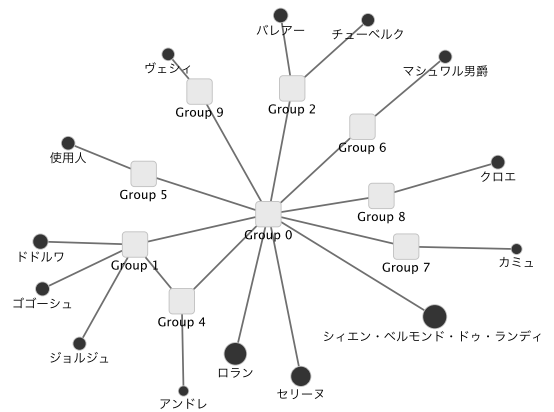 バレアー
チューベルク
ヴェシィ
マシュワル男爵
Group 9
Group 2
Group 6
使用人
クロエ
Group 5
Group 8
Group 0
ドドルワ
Group 1
Group 7
カミュ
ゴゴーシュ
Group 4
シィエン・ベルモンド・ドゥ・ランディ
ジョルジュ
ロラン
セリーヌ
アンドレ